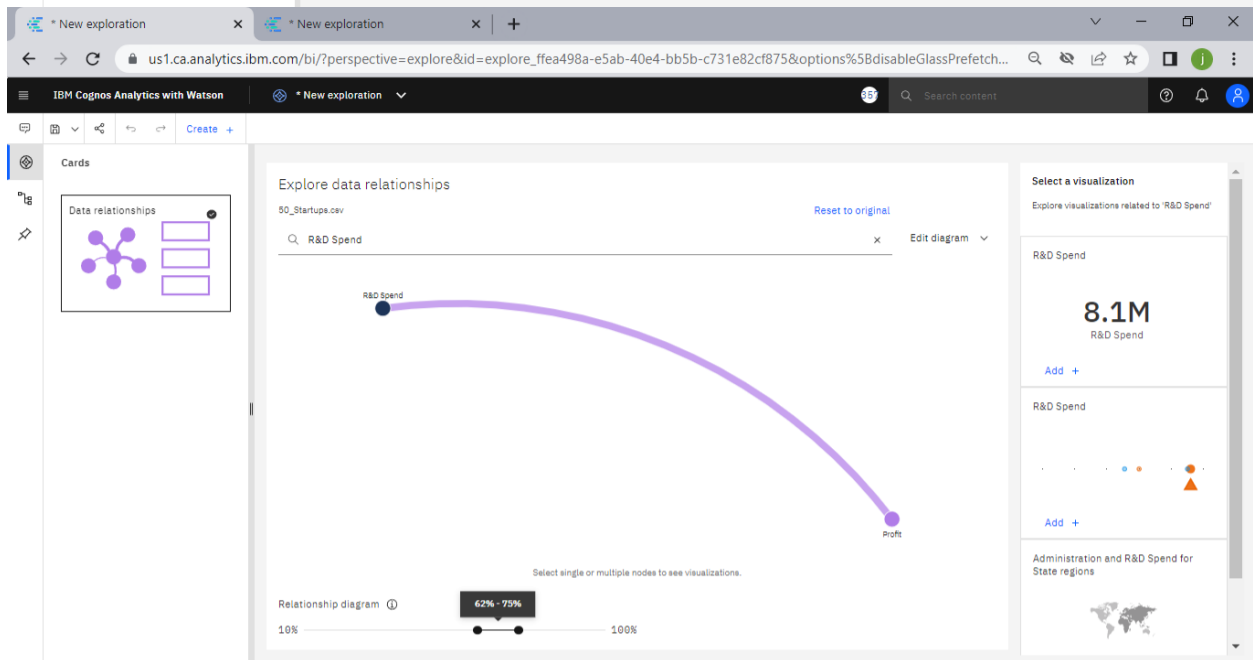 * New exploration
* New exploration
us1.ca.analytics.ibm.com/bi/?perspective=explore&id=explore_ffea498a-e5ab-40e4-bb5b-c731e82cf875&options%5BdisableGlassPrefetch...
j
IBM Cognos Analytics with Watson
* New exploration
Search content
Create +
Cards
Data relationships
Explore data relationships
50_Startups.csv
Reset to original
R&D Spend
Edit diagram
R&D Spend
Profit
Select single or multiple nodes to see visualizations.
Relationship diagram
62% - 75%
10%
100%
Select a visualization
Explore visualizations related to 'R&D Spend'
R&D Spend
8.1M
R&D Spend
Add +
R&D Spend
Add +
Administration and R&D Spend for
State regions